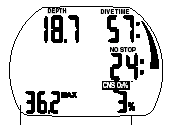 DEPTH DIVETIME
18.7 57:
NO STOP
24:
CNS O₂%
36.2 MAX 3%